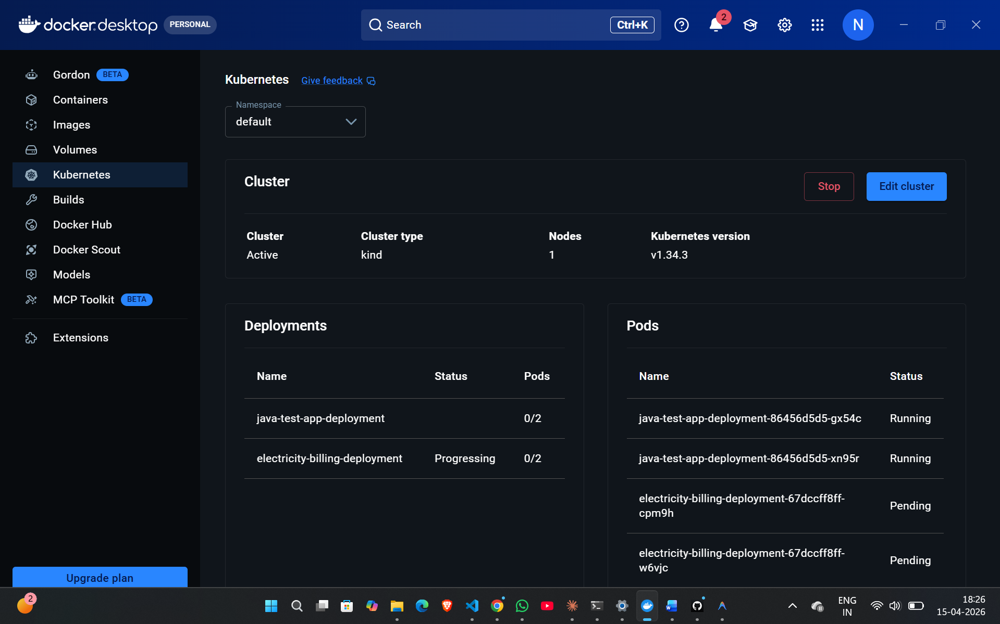 docker.desktop PERSONAL
Search Ctrl+K
2
N
Gordon BETA
Containers
Images
Volumes
Kubernetes
Builds
Docker Hub
Docker Scout
Models
MCP Toolkit BETA
Extensions
Upgrade plan
Kubernetes Give feedback
Namespace
default
Cluster
Stop Edit cluster
Cluster Cluster type Nodes Kubernetes version
Active kind 1 v1.34.3
Deployments
Name Status Pods
java-test-app-deployment 0/2
electricity-billing-deployment Progressing 0/2
Pods
Name Status
java-test-app-deployment-86456d5d5-gx54c Running
java-test-app-deployment-86456d5d5-xn95r Running
electricity-billing-deployment-67dccff8ff-
cpm9h Pending
electricity-billing-deployment-67dccff8ff-
w6vjc Pending
2
W
ENG
IN
18:26
15-04-2026